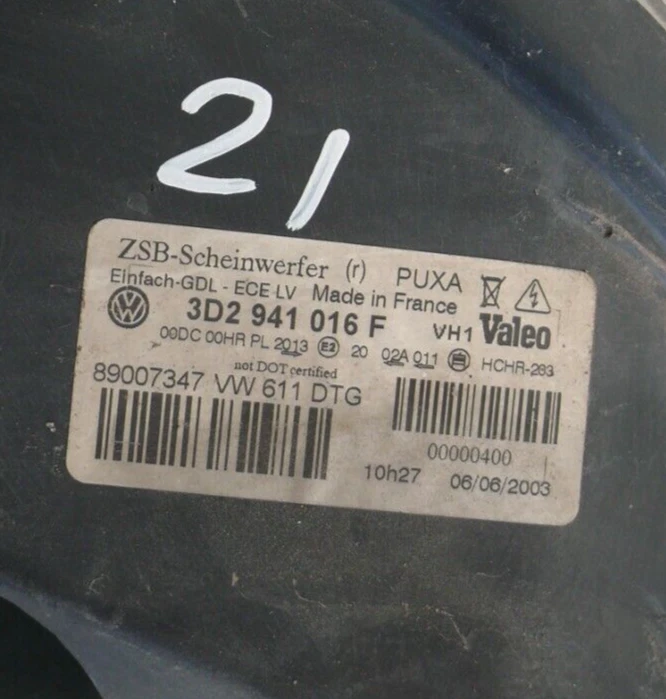 21
ZSB-Scheinwerfer (r) PUXA
Einfach-GDL - ECE LV Made in France
3D2 941 016 F VH1 Valeo
00DC 00HR PL 2013 E2 20 02A 011 HCHR-263
not DOT certified
89007347 VW 611 DTG
00000400
10h27 06/06/2003